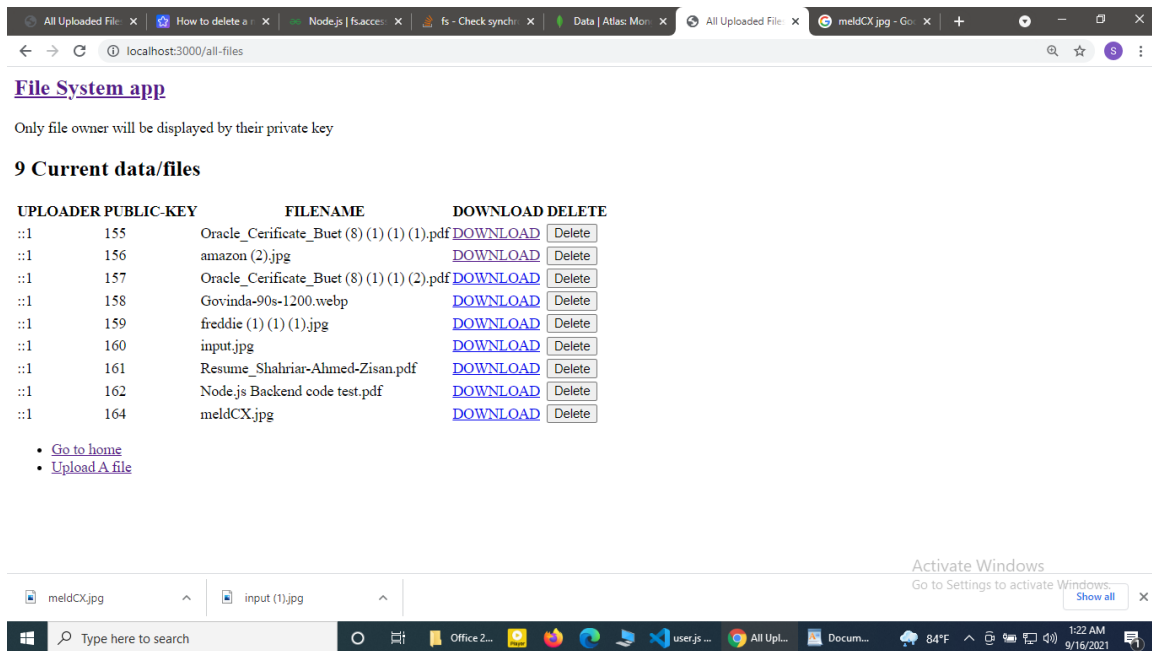 All Uploaded File How to delete a n Node.js | fs.access fs - Check synchr Data | Atlas: Mon All Uploaded File meldCX jpg - Goo
localhost:3000/all-files S
File System app
Only file owner will be displayed by their private key
9 Current data/files
UPLOADER PUBLIC-KEY FILENAME DOWNLOAD DELETE
::1 155 Oracle_Cerificate_Buet (8) (1) (1) (1).pdf DOWNLOAD Delete
::1 156 amazon (2).jpg DOWNLOAD Delete
::1 157 Oracle_Cerificate_Buet (8) (1) (1) (2).pdf DOWNLOAD Delete
::1 158 Govinda-90s-1200.webp DOWNLOAD Delete
::1 159 freddie (1) (1) (1).jpg DOWNLOAD Delete
::1 160 input.jpg DOWNLOAD Delete
::1 161 Resume_Shahriar-Ahmed-Zisan.pdf DOWNLOAD Delete
::1 162 Node.js Backend code test.pdf DOWNLOAD Delete
::1 164 meldCX.jpg DOWNLOAD Delete
• Go to home
• Upload A file
Activate Windows
Go to Settings to activate Windows.
meldCX.jpg input (1).jpg Show all
Type here to search Office 2... user.js ... All Upl... Docum... 84°F 1:22 AM
9/16/2021